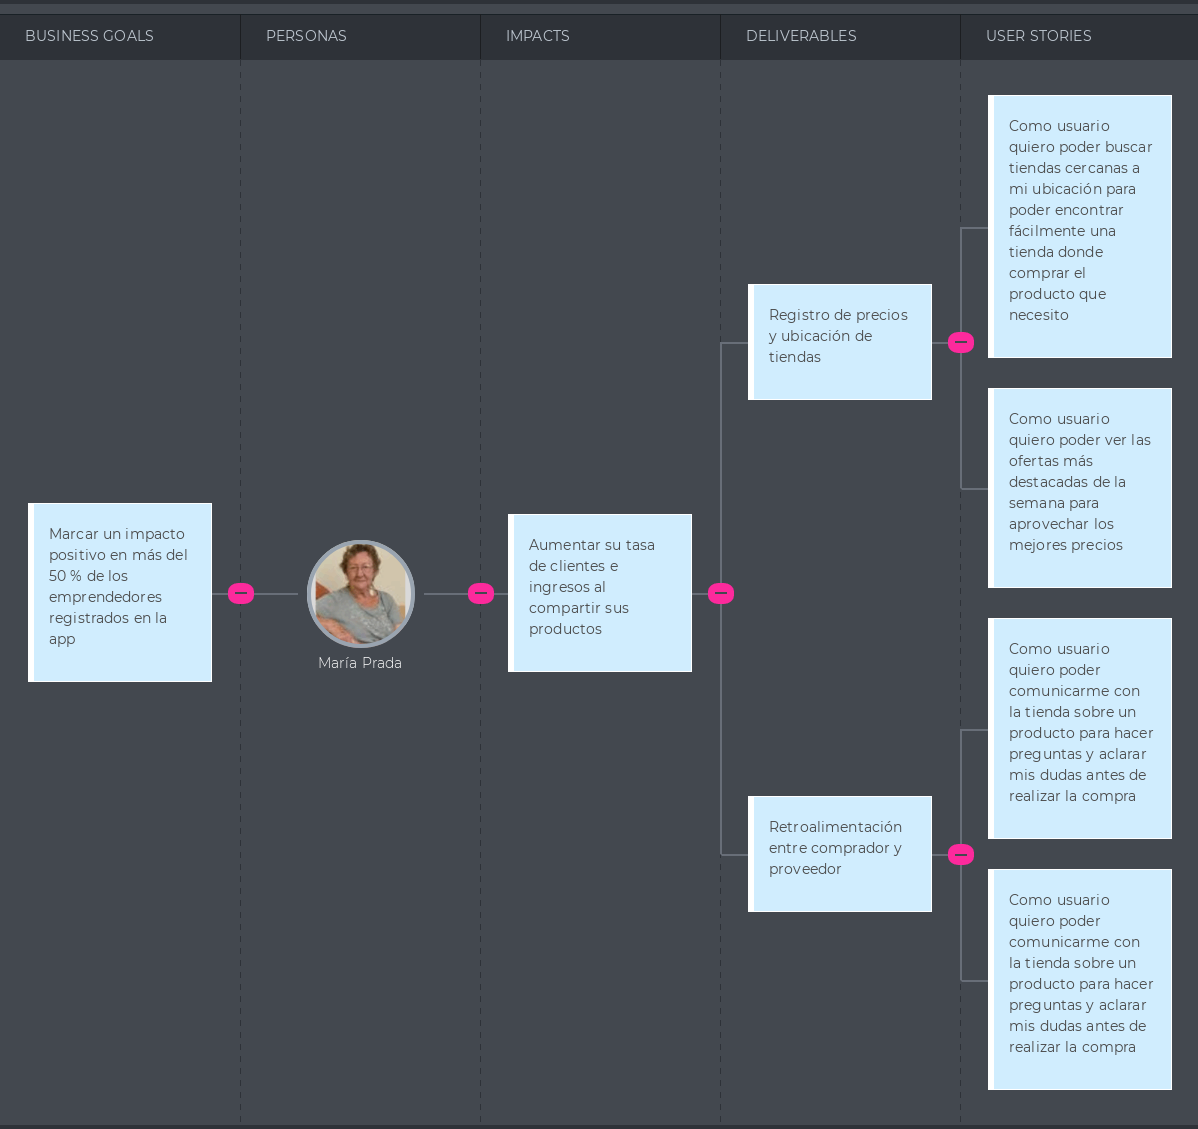 BUSINESS GOALS
PERSONAS
IMPACTS
DELIVERABLES
USER STORIES
Marcar un impacto
positivo en más del
50 % de los
emprendedores
registrados en la
app
María Prada
Aumentar su tasa
de clientes e
ingresos al
compartir sus
productos
Registro de precios
y ubicación de
tiendas
Como usuario
quiero poder buscar
tiendas cercanas a
mi ubicación para
poder encontrar
fácilmente una
tienda donde
comprar el
producto que
necesito
Como usuario
quiero poder ver las
ofertas más
destacadas de la
semana para
aprovechar los
mejores precios
Retroalimentación
entre comprador y
proveedor
Como usuario
quiero poder
comunicarme con
la tienda sobre un
producto para hacer
preguntas y aclarar
mis dudas antes de
realizar la compra
Como usuario
quiero poder
comunicarme con
la tienda sobre un
producto para hacer
preguntas y aclarar
mis dudas antes de
realizar la compra